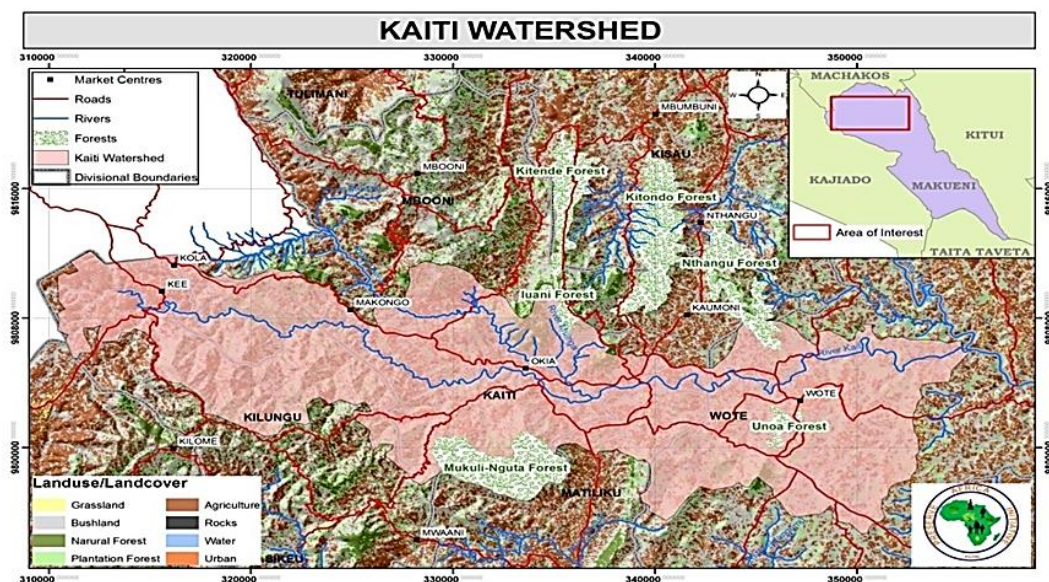 KAITI WATERSHED
310000
320000
330000
340000
350000
Market Centres
Roads
Rivers
Forests
Kaiti Watershed
Divisional Boundaries
TULIMANI
MBUMBUNI
N
W
E
S
MACHAKOS
KITUI
KAJIADO
MAKUENI
TAITA TAVETA
Area of Interest
MBOONI
MBOONI
Kitende Forest
KISAU
Kitondo Forest
NTHANGU
9816000
KOLA
Nthangu Forest
KEE
Iuani Forest
MAKONGO
KAUMONI
9808000
OKIA
River Kaiti
KAITI
WOTE
WOTE
KILUNGU
Unoa Forest
KILOME
9800000
Mukuli-Nguta Forest
MATILIKU
MWAANI
Landuse/Landcover
Grassland
Agriculture
Bushland
Rocks
Narural Forest
Water
Plantation Forest
Urban
AFRICA
310000
320000
330000
340000
350000